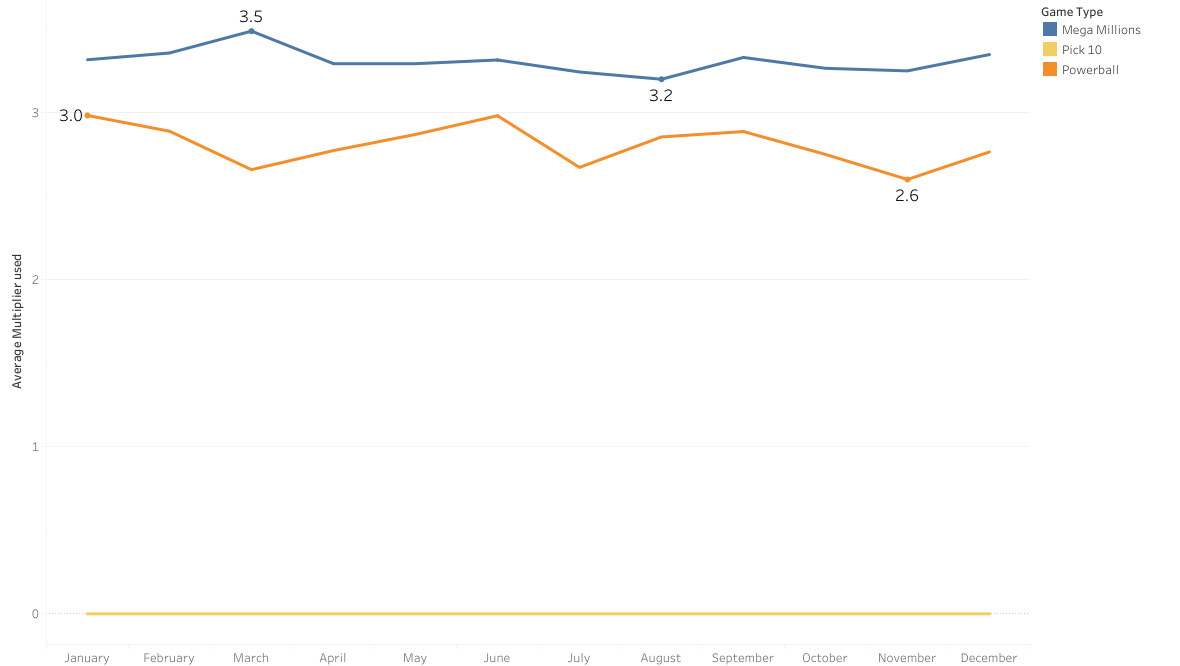 Game Type
Mega Millions
Pick 10
Powerball
Average Multiplier used
3
2
1
0
3.5
3.2
3.0
2.6
January February March April May June July August September October November December